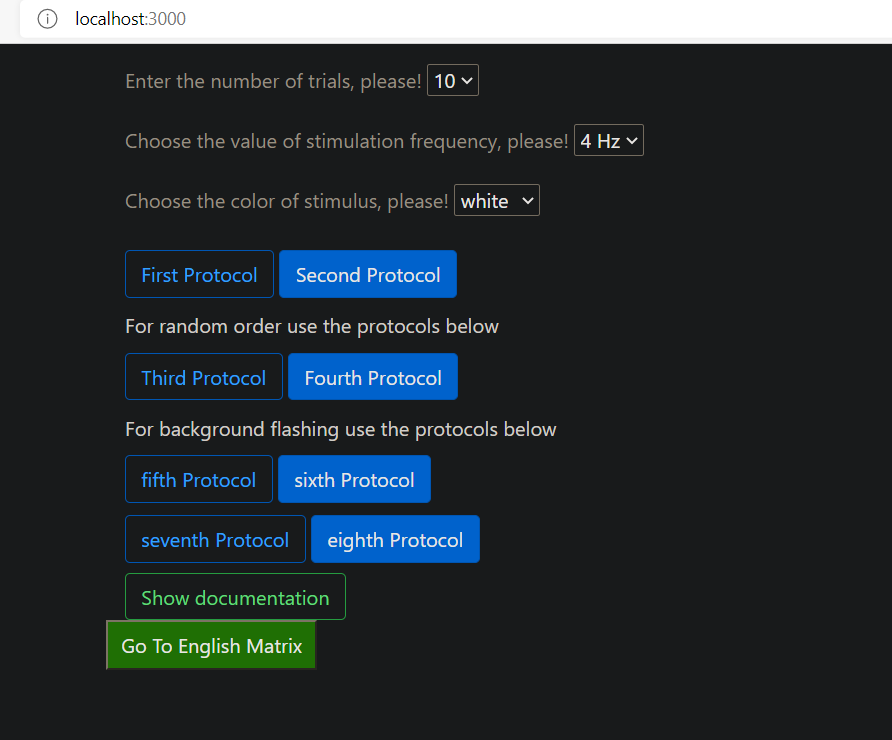 localhost:3000
Enter the number of trials, please! 10
Choose the value of stimulation frequency, please! 4 Hz
Choose the color of stimulus, please! white
First Protocol Second Protocol
For random order use the protocols below
Third Protocol Fourth Protocol
For background flashing use the protocols below
fifth Protocol sixth Protocol
seventh Protocol eighth Protocol
Show documentation
Go To English Matrix